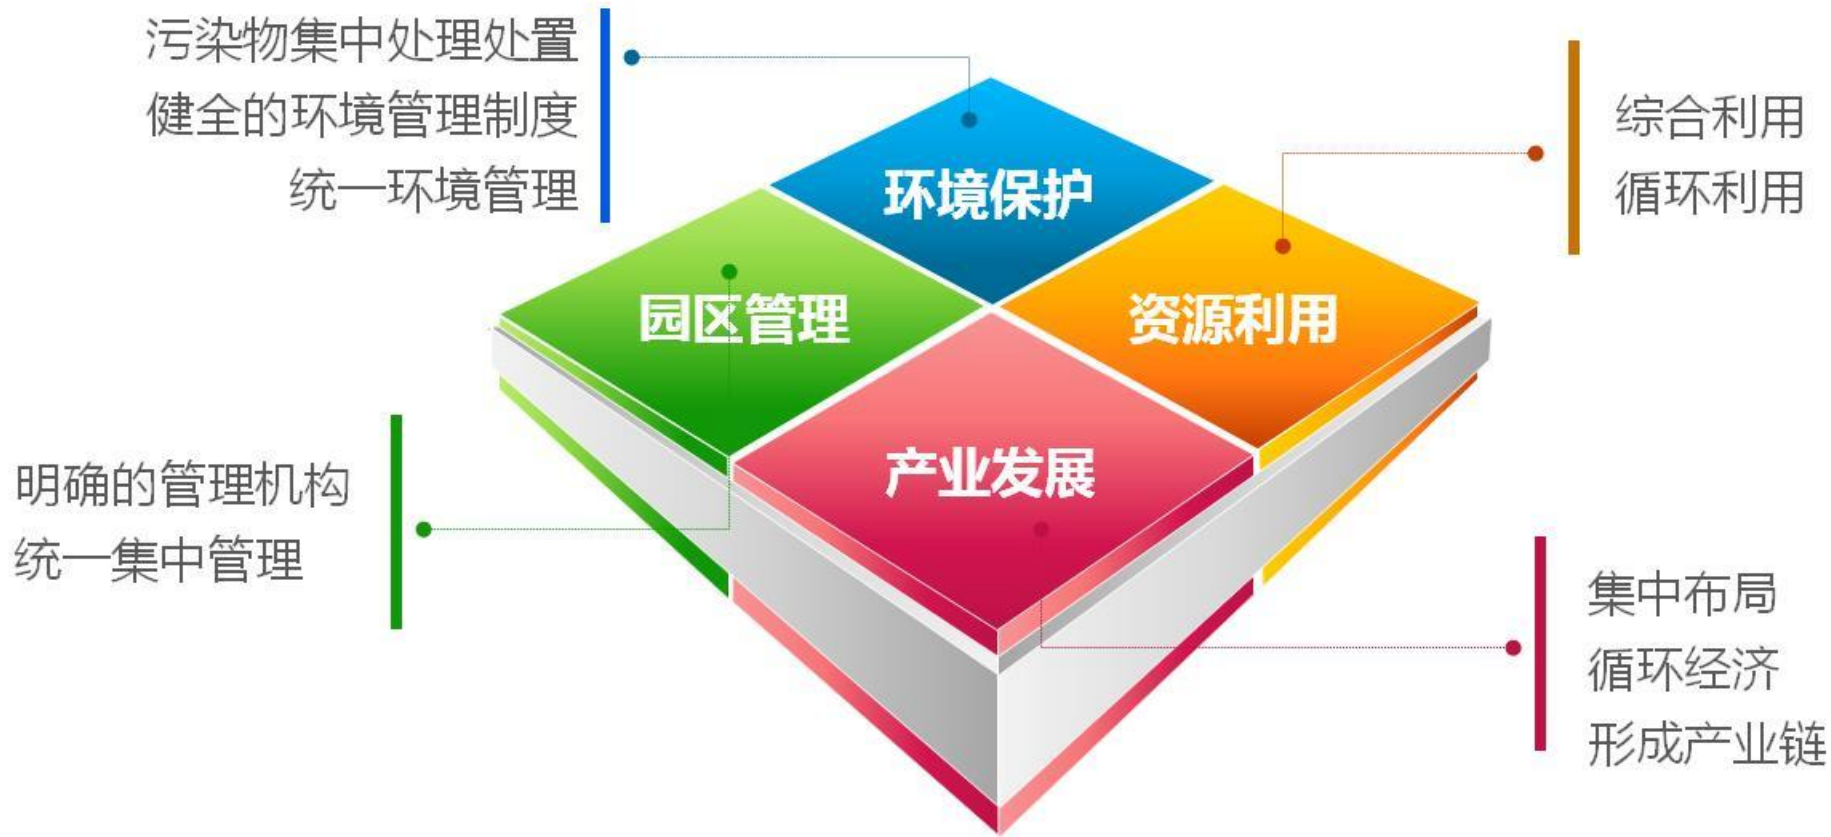 污染物集中处理处置
健全的环境管理制度
统一环境管理
综合利用
循环利用
环境保护
园区管理
资源利用
产业发展
明确的管理机构
统一集中管理
集中布局
循环经济
形成产业链